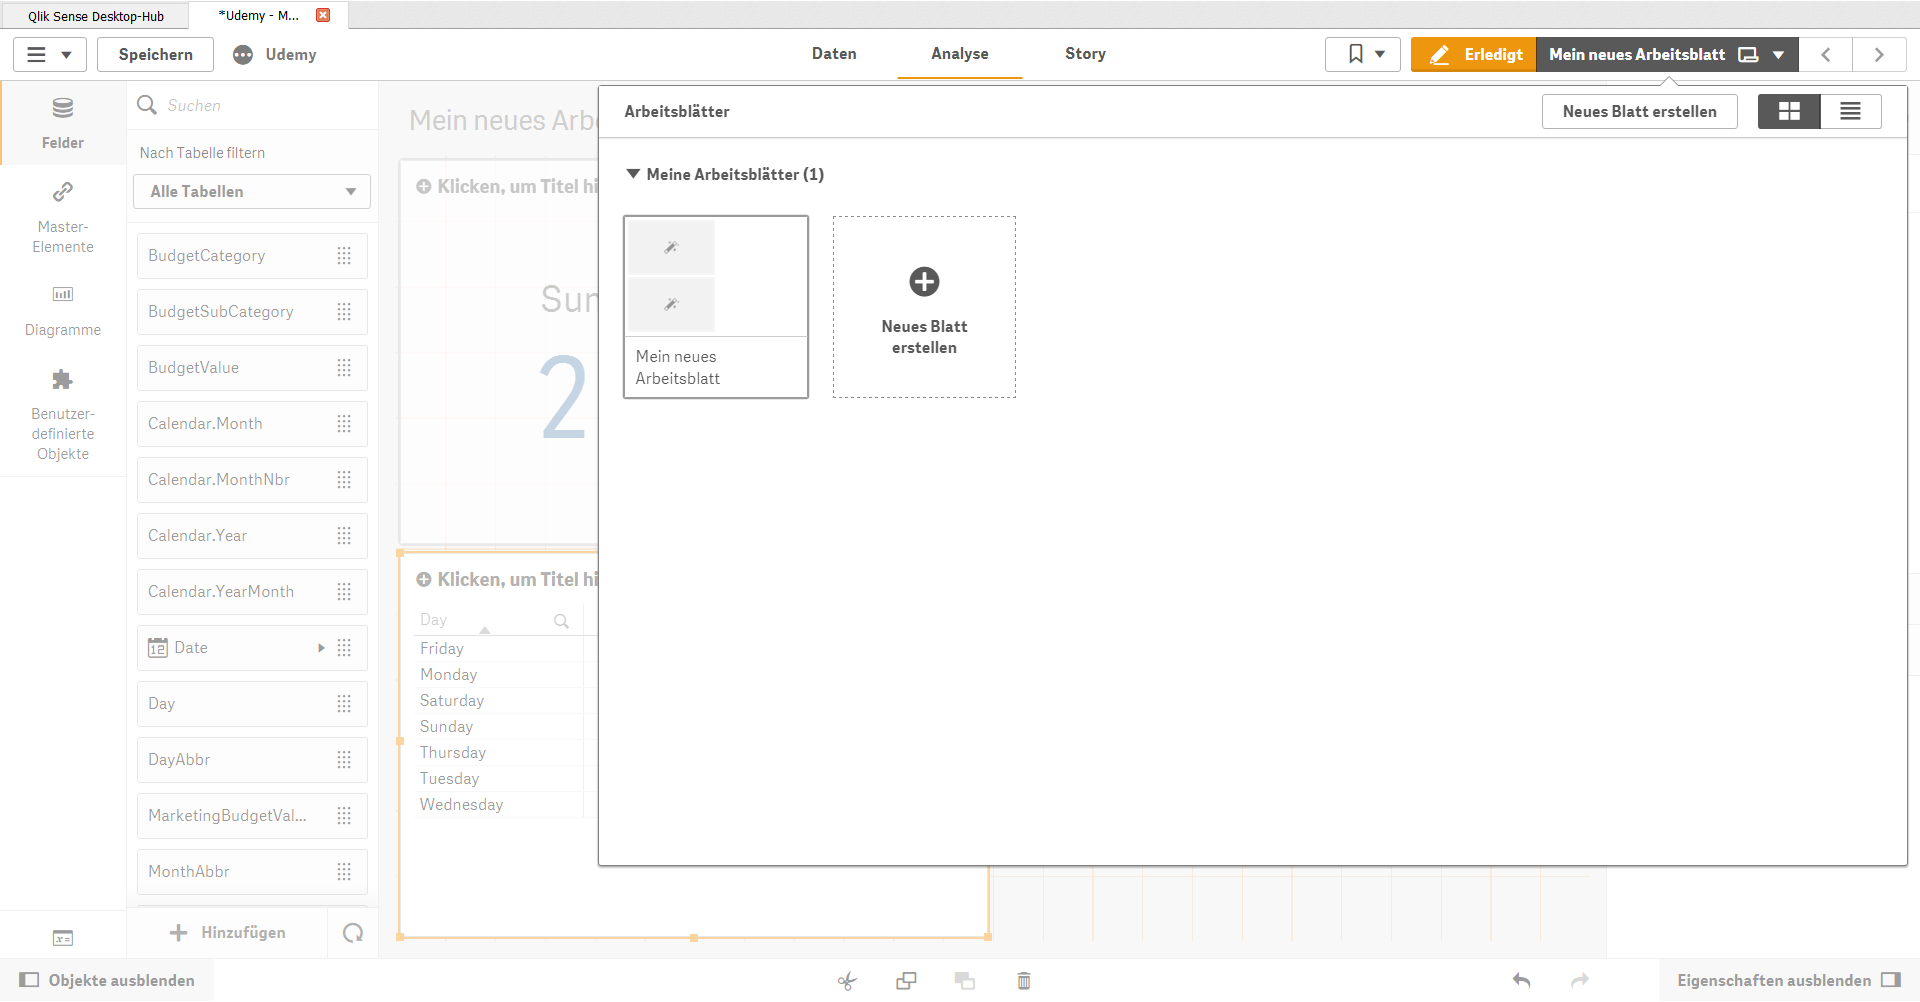 Qlik Sense Desktop-Hub
*Udemy - M...
Speichern
Udemy
Daten
Analyse
Story
Erledigt
Mein neues Arbeitsblatt
Felder
Master-
Elemente
Diagramme
Benutzer-
definierte
Objekte
Suchen
Nach Tabelle filtern
Alle Tabellen
BudgetCategory
BudgetSubCategory
BudgetValue
Calendar.Month
Calendar.MonthNbr
Calendar.Year
Calendar.YearMonth
12 Date
Day
DayAbbr
MarketingBudgetVal...
MonthAbbr
Hinzufügen
x=
Mein neues Arb
Klicken, um Titel hi
2
Klicken, um Titel hi
Day
Friday
Monday
Saturday
Sunday
Thursday
Tuesday
Wednesday
Arbeitsblätter
Neues Blatt erstellen
Meine Arbeitsblätter (1)
Mein neues
Arbeitsblatt
Neues Blatt
erstellen
Objekte ausblenden
Eigenschaften ausblenden